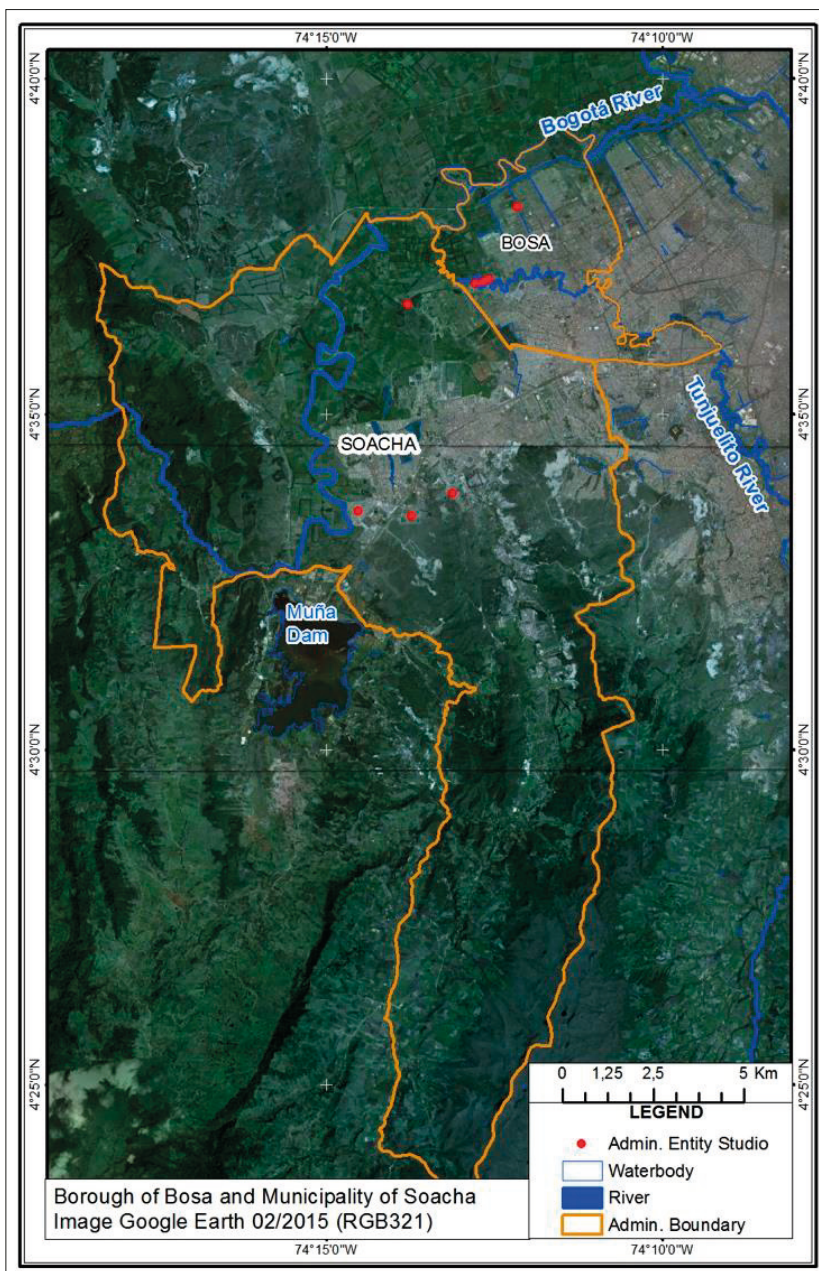 74°15'0"W
74°10'0"W
4°40'0"N
4°40'0"N
Bogotá River
BOSA
4°35'0"N
4°35'0"N
Tunjuelito River
SOACHA
Muña
Dam
4°30'0"N
4°30'0"N
4°25'0"N
4°25'0"N
0 1,25 2,5 5 Km
LEGEND
Admin. Entity Studio
Waterbody
River
Admin. Boundary
Borough of Bosa and Municipality of Soacha
Image Google Earth 02/2015 (RGB321)
74°15'0"W
74°10'0"W